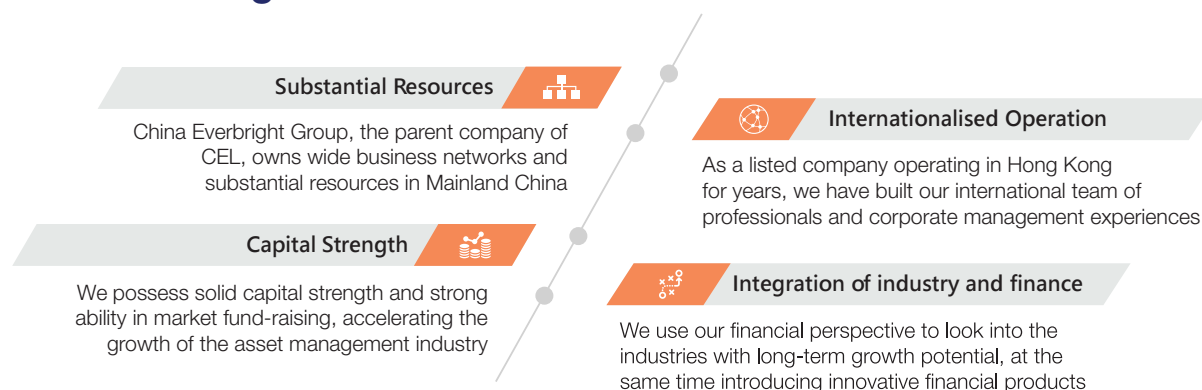 Substantial Resources
China Everbright Group, the parent company of
CEL, owns wide business networks and
substantial resources in Mainland China
Internationalised Operation
As a listed company operating in Hong Kong
for years, we have built our international team of
professionals and corporate management experiences
Capital Strength
We possess solid capital strength and strong
ability in market fund-raising, accelerating the
growth of the asset management industry
Integration of industry and finance
We use our financial perspective to look into the
industries with long-term growth potential, at the
same time introducing innovative financial products